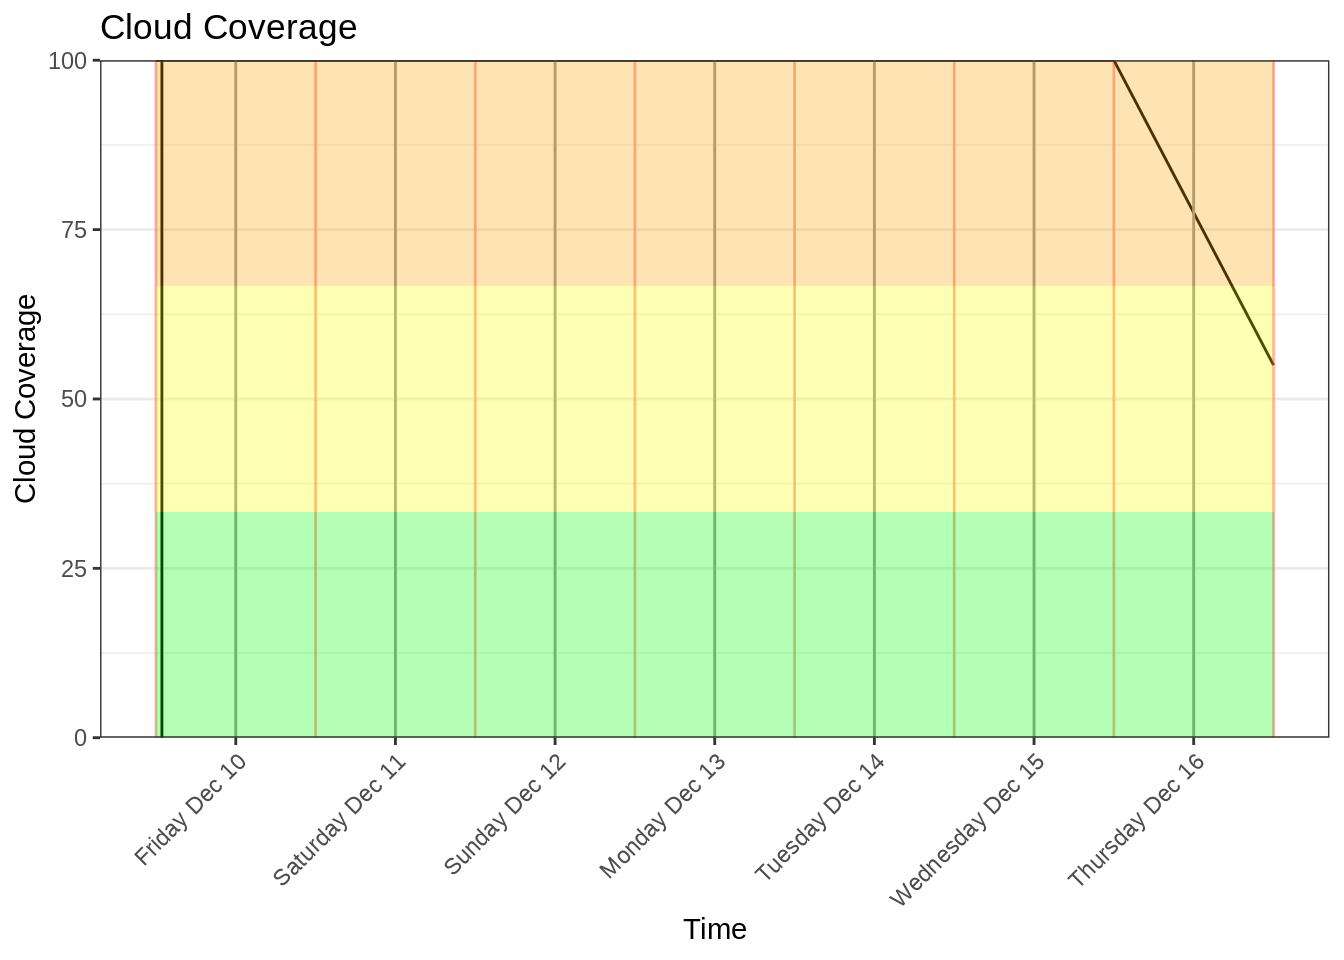 Cloud Coverage
100
75
50
25
0
Cloud Coverage
Friday Dec 10
Saturday Dec 11
Sunday Dec 12
Monday Dec 13
Tuesday Dec 14
Wednesday Dec 15
Thursday Dec 16
Time